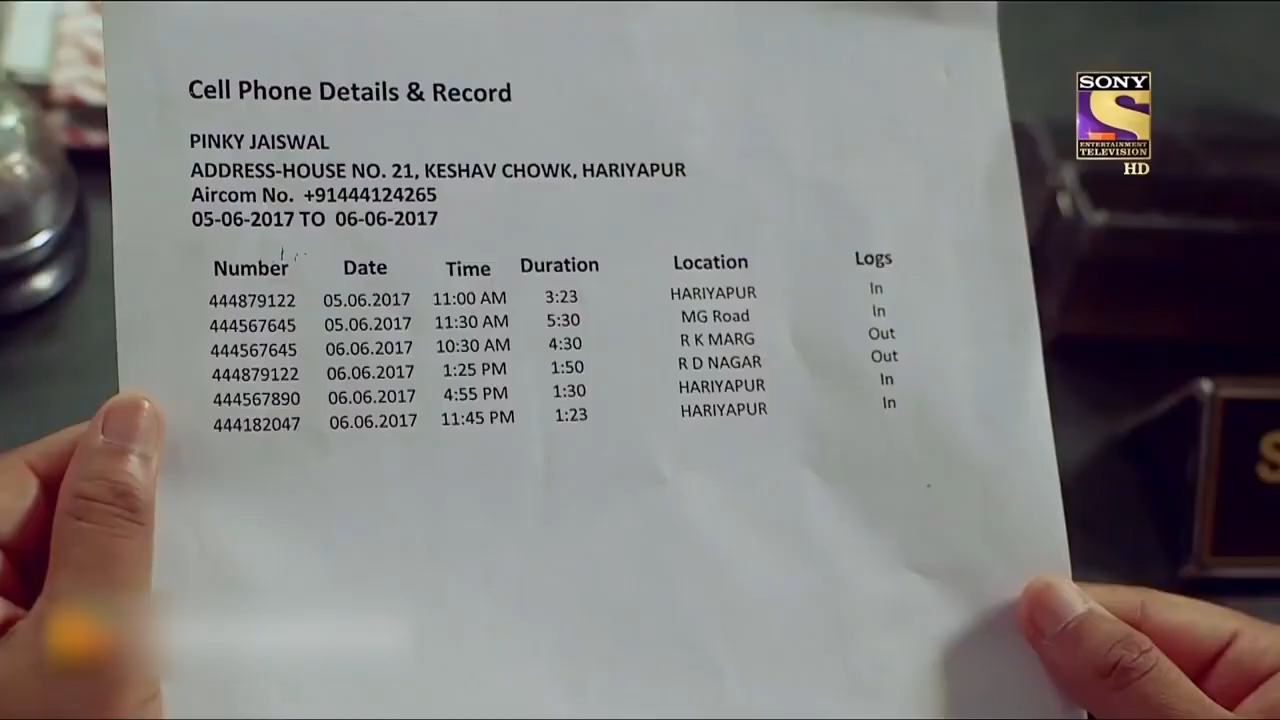 Cell Phone Details & Record
PINKY JAISWAL
ADDRESS-HOUSE NO. 21, KESHAV CHOWK, HARIYAPUR
Aircom No. +91444124265
05-06-2017 TO 06-06-2017
Number Date Time Duration Location Logs
444879122 05.06.2017 11:00 AM 3:23 HARIYAPUR In
444567645 05.06.2017 11:30 AM 5:30 MG Road In
444567645 06.06.2017 10:30 AM 4:30 R K MARG Out
444879122 06.06.2017 1:25 PM 1:50 R D NAGAR Out
444567890 06.06.2017 4:55 PM 1:30 HARIYAPUR In
444182047 06.06.2017 11:45 PM 1:23 HARIYAPUR In
SONY
S
ENTERTAINMENT
TELEVISION
HD
S